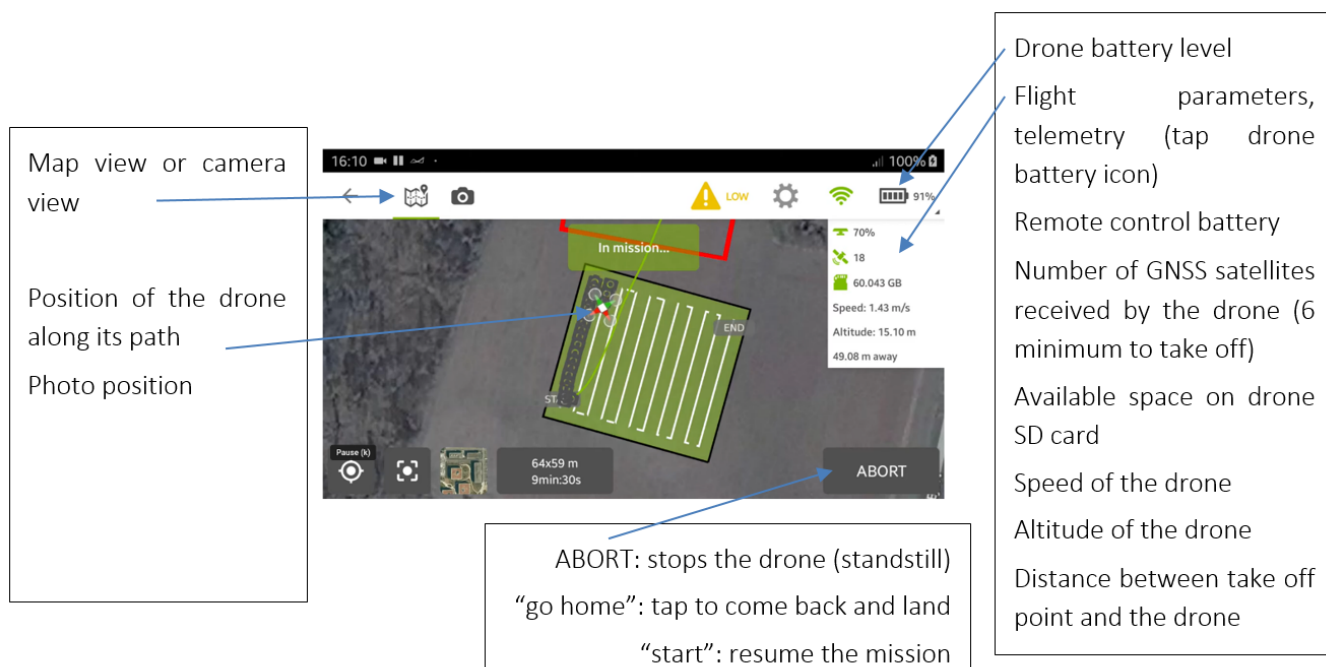 Drone battery level
Flight parameters,
telemetry (tap drone
battery icon)
Remote control battery
Number of GNSS satellites
received by the drone (6
minimum to take off)
Available space on drone
SD card
Speed of the drone
Altitude of the drone
Distance between take off
point and the drone
Map view or camera
view
Position of the drone
along its path
Photo position
16:10
100%
LOW
91%
In mission...
70%
18
60.043 GB
Speed: 1.43 m/s
Altitude: 15.10 m
49.08 m away
END
Pause (k)
64x59 m
9min:30s
ABORT
ABORT: stops the drone (standstill)
“go home”: tap to come back and land
“start”: resume the mission